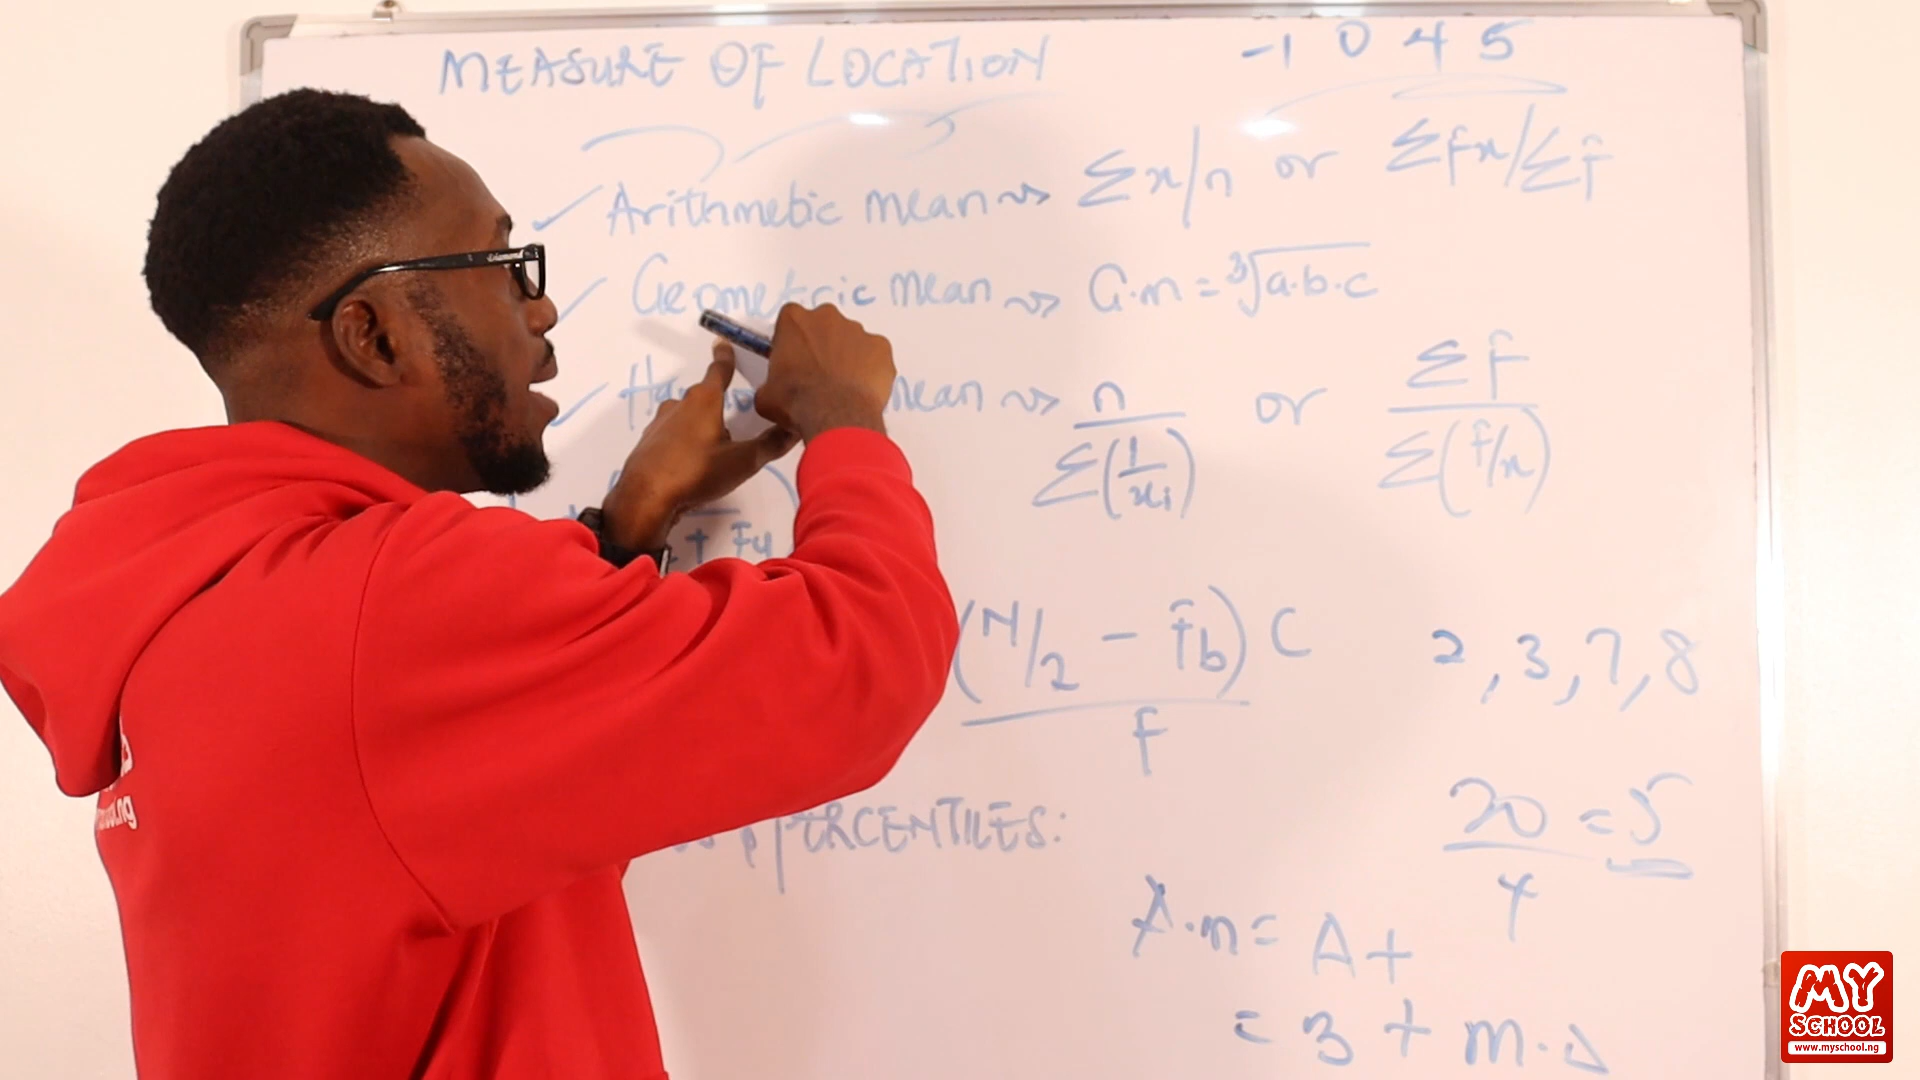 MEASURE OF LOCATION
-1 0 4 5
Arithmetic mean Σx/n or Σfx/Σf
Geometric mean G.m = ³√a.b.c
mean n / Σ(1/xi) or Σf / Σ(f/x)
+ Fu
(N/2 - fb) C
F
2, 3, 7, 8
PERCENTILES:
20/4 = 5
A.m = A +
= 3 + m.D
Diamond
MY SCHOOL
www.myschool.ng